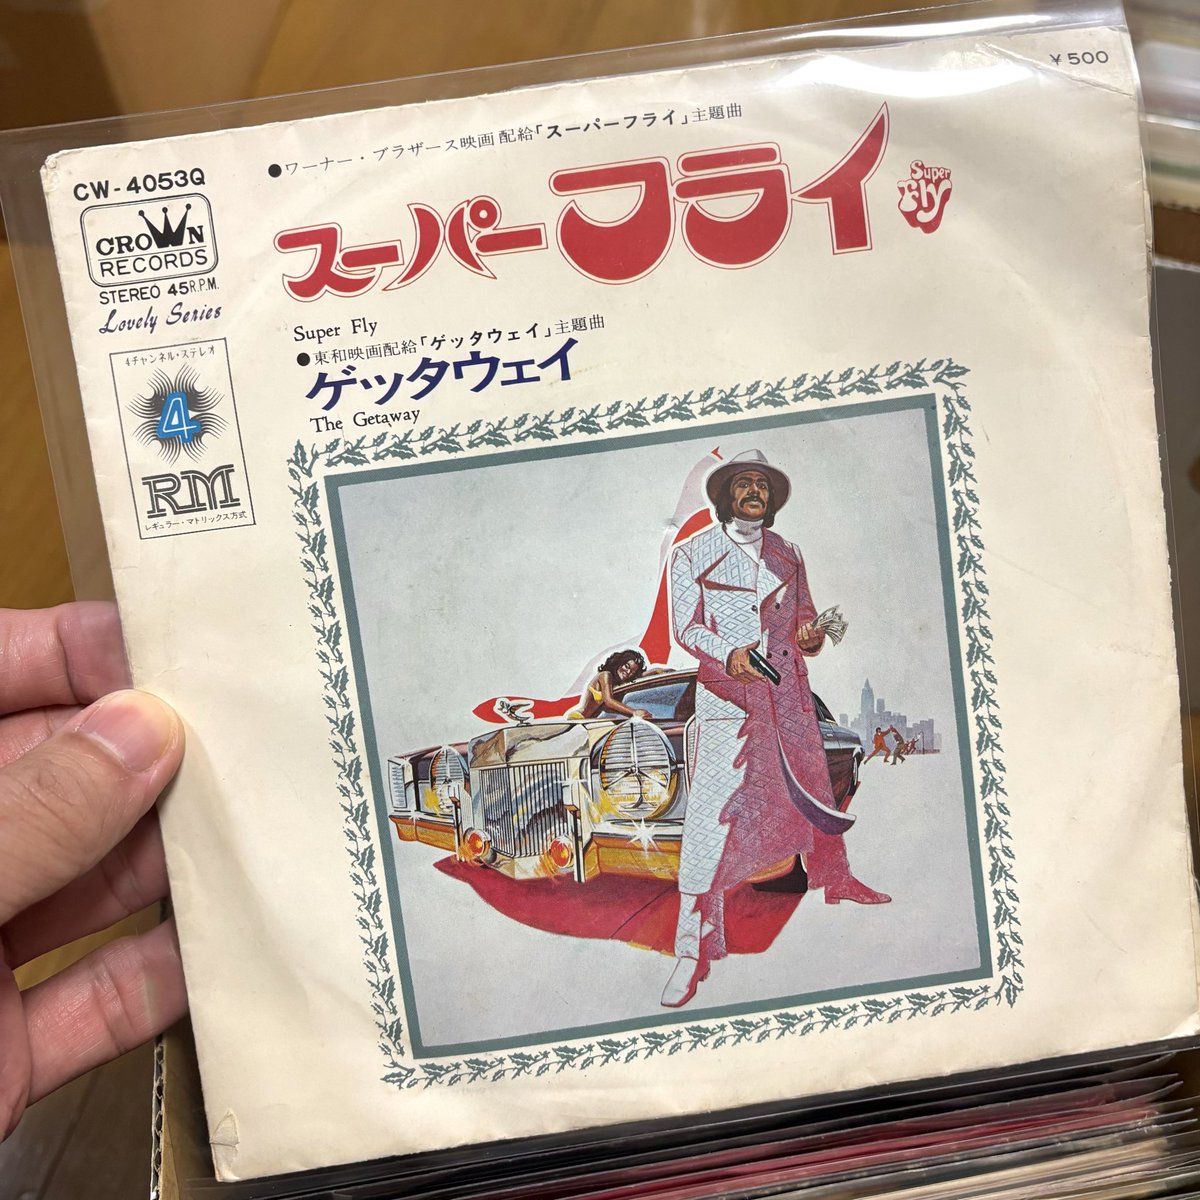 ¥500
CW-4053Q
CROWN
RECORDS
STEREO 45R.P.M.
Lovely Series
4チャンネル・ステレオ
4
RM
レギュラー・マトリックス方式
●ワーナー・ブラザース映画配給「スーパーフライ」主題曲
スーパーフライ
Super
Fly
Super Fly
●東和映画配給「ゲッタウェイ」主題曲
ゲッタウェイ
The Getaway